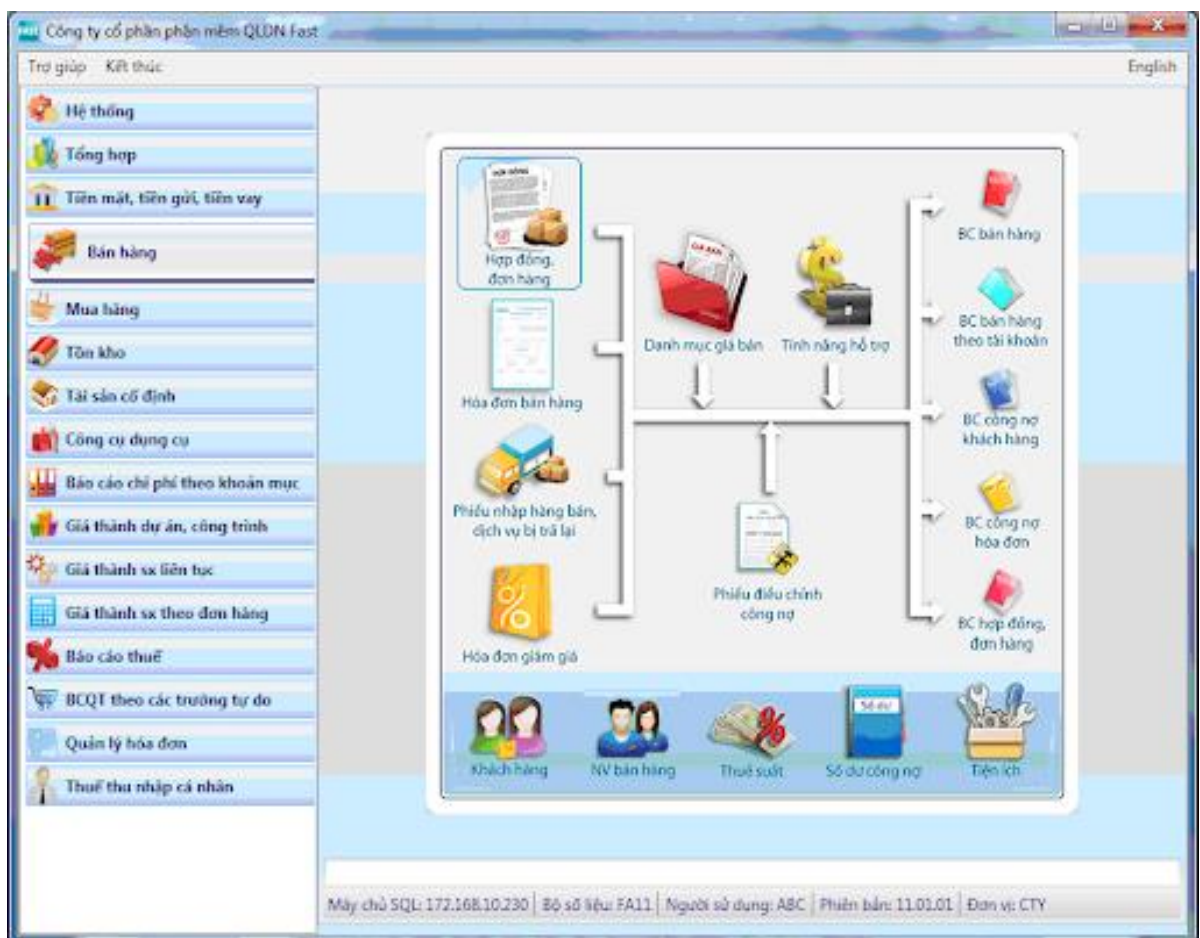 FAST Công ty cổ phần phần mềm QLDN Fast
Trợ giúp Kết thúc English
Hệ thống
Tổng hợp
Tiền mặt, tiền gửi, tiền vay
Bán hàng
Mua hàng
Tồn kho
Tài sản cố định
Công cụ dụng cụ
Báo cáo chi phí theo khoản mục
Giá thành dự án, công trình
Giá thành sx liên tục
Giá thành sx theo đơn hàng
Báo cáo thuế
BCQT theo các trường tự do
Quản lý hóa đơn
Thuế thu nhập cá nhân
HỢP ĐỒNG
Hợp đồng,
đơn hàng
Hóa đơn bán hàng
Phiếu nhập hàng bán,
dịch vụ bị trả lại
Hóa đơn giảm giá
GIÁ BÁN
Danh mục giá bán
Tính năng hỗ trợ
Phiếu điều chỉnh
công nợ
BC bán hàng
BC bán hàng
theo tài khoản
BC công nợ
khách hàng
BC công nợ
hóa đơn
BC hợp đồng,
đơn hàng
Khách hàng
NV bán hàng
Thuế suất
Số dư
Số dư công nợ
Tiện ích
Máy chủ SQL: 172.168.10.230 Bộ số liệu: FA11 Người sử dụng: ABC Phiên bản: 11.01.01 Đơn vị: CTY